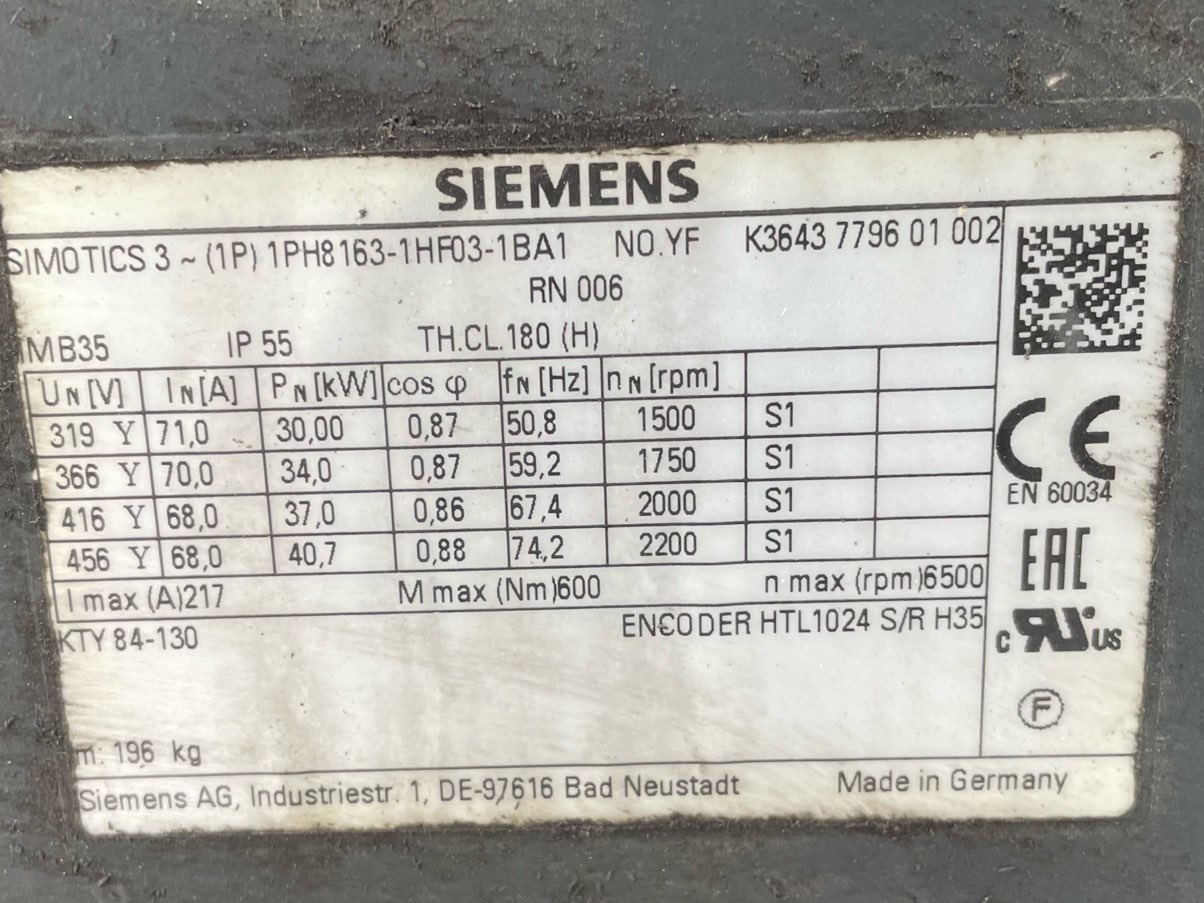 SIEMENS
SIMOTICS 3 ~ (1P) 1PH8163-1HF03-1BA1 NO.YF K3643 7796 01 002
RN 006
IMB35 IP 55 TH.CL.180 (H)
UN [V] IN [A] PN [kW] cos φ fN [Hz] nN [rpm]
319 Y 71,0 30,00 0,87 50,8 1500 S1
366 Y 70,0 34,0 0,87 59,2 1750 S1
416 Y 68,0 37,0 0,86 67,4 2000 S1
456 Y 68,0 40,7 0,88 74,2 2200 S1
I max (A)217 M max (Nm)600 n max (rpm)6500
KTY 84-130 ENCODER HTL1024 S/R H35
m: 196 kg
Siemens AG, Industriestr. 1, DE-97616 Bad Neustadt Made in Germany
CE
EN 60034
EAC
c RU US
F